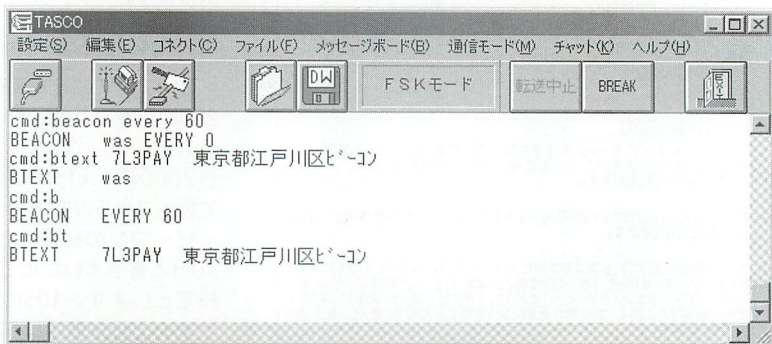 TASCO
設定(S) 編集(E) コネクト(C) ファイル(F) メッセージボード(B) 通信モード(M) チャット(K) ヘルプ(H)
DW FSKモード 転送中止 BREAK EXIT
cmd:beacon every 60
BEACON was EVERY 0
cmd:btext 7L3PAY 東京都江戸川区ﾋﾞｰｺﾝ
BTEXT was
cmd:b
BEACON EVERY 60
cmd:bt
BTEXT 7L3PAY 東京都江戸川区ﾋﾞｰｺﾝ